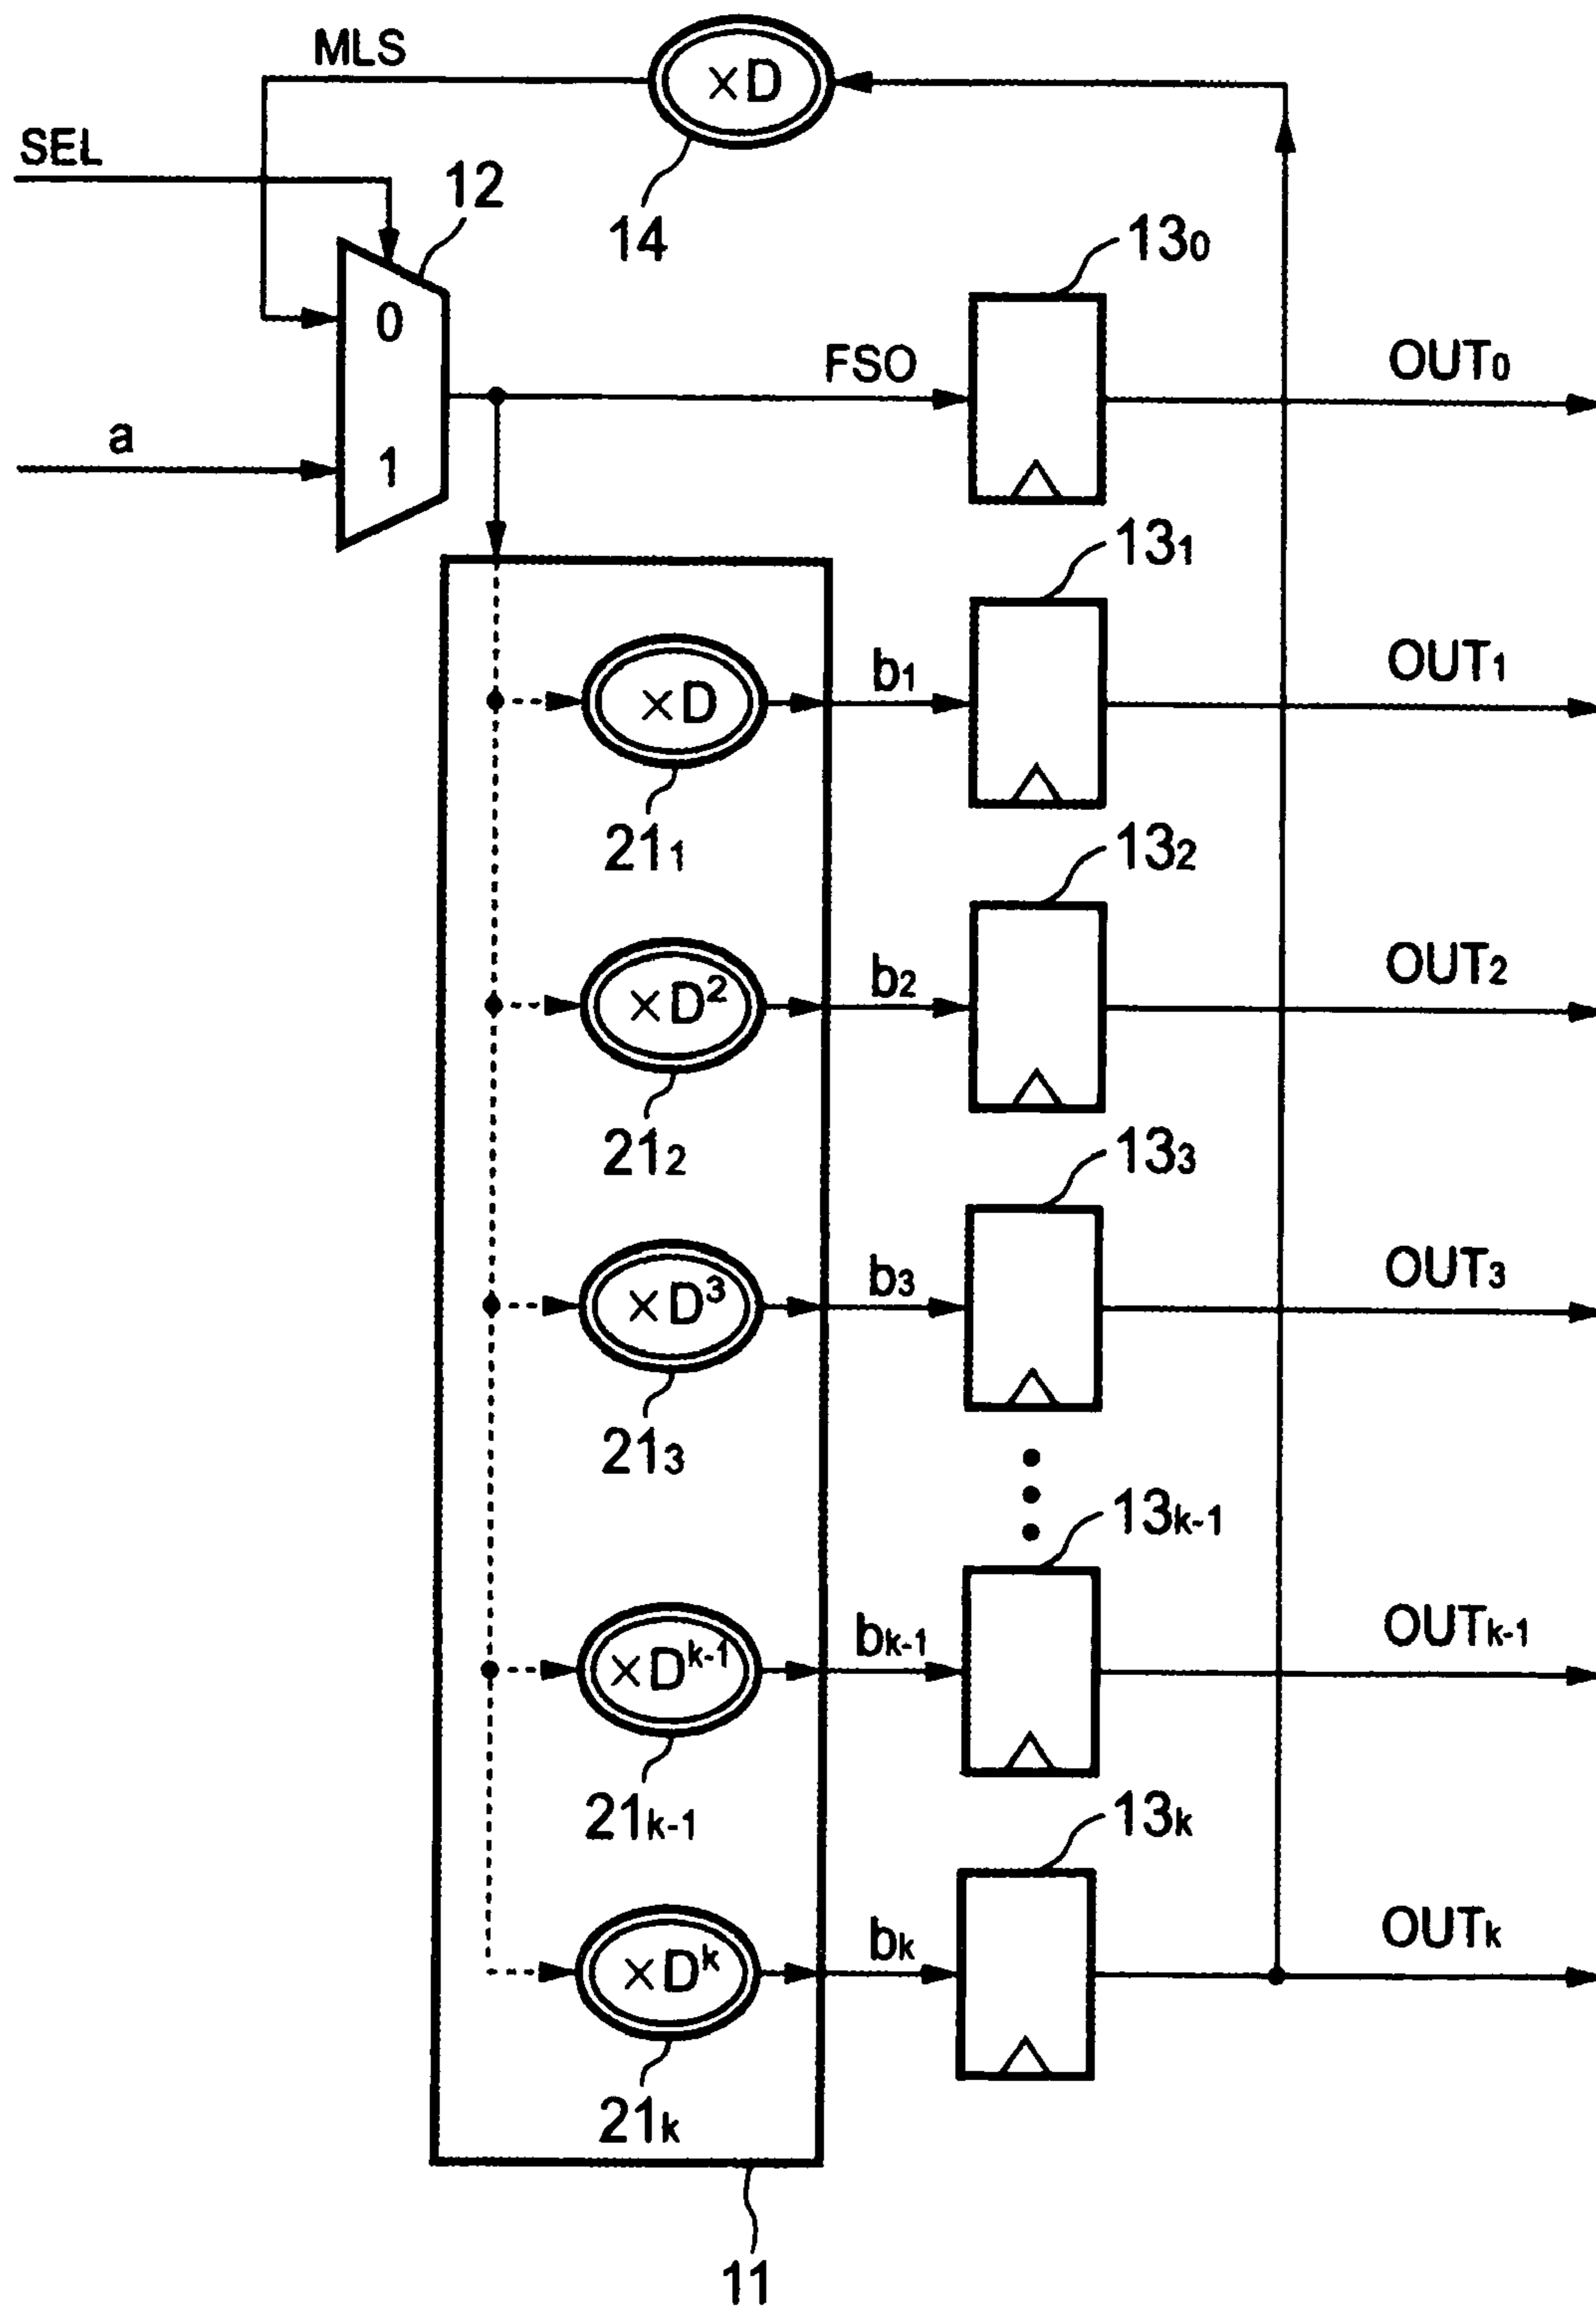 MLS
×D
SEL
12
14
13₀
0
FSO
OUT₀
a
1
13₁
×D
b₁
OUT₁
21₁
13₂
×D²
b₂
OUT₂
21₂
13₃
×D³
b₃
OUT₃
21₃
13ₖ₋₁
×Dᵏ⁻¹
bₖ₋₁
OUTₖ₋₁
21ₖ₋₁
13ₖ
×Dᵏ
bₖ
OUTₖ
21ₖ
11